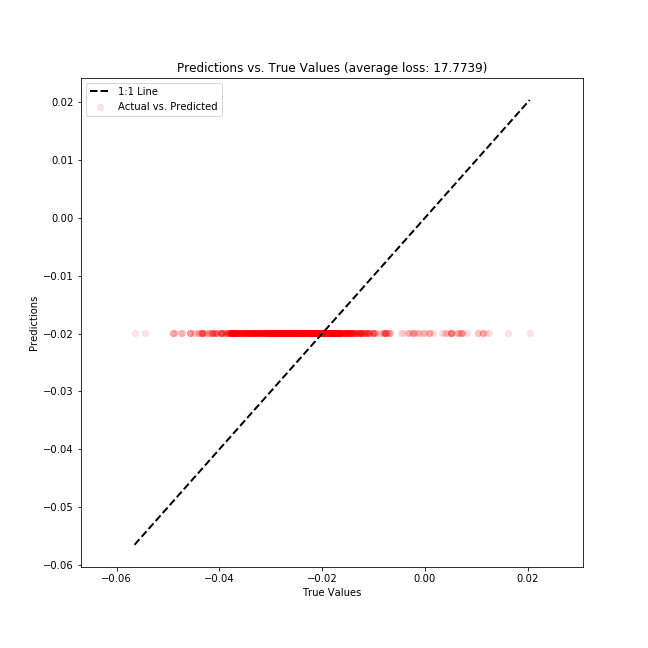 Predictions vs. True Values (average loss: 17.7739)
1:1 Line
Actual vs. Predicted
0.02
0.01
0.00
−0.01
−0.02
−0.03
−0.04
−0.05
−0.06
Predictions
−0.06 −0.04 −0.02 0.00 0.02
True Values